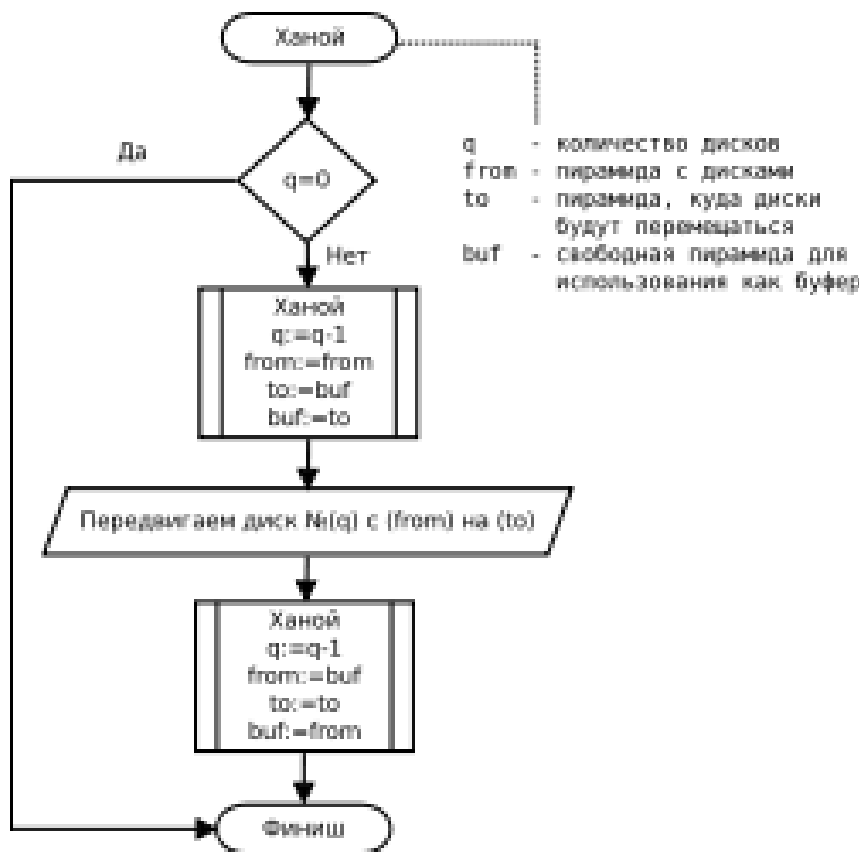 Ханой
Да
q=0
Нет
q - количество дисков
from - пирамида с дисками
to - пирамида, куда диски
будут перемещаться
buf - свободная пирамида для
использования как буфер
Ханой
q:=q-1
from:=from
to:=buf
buf:=to
Передвигаем диск №(q) с (from) на (to)
Ханой
q:=q-1
from:=buf
to:=to
buf:=from
Финиш